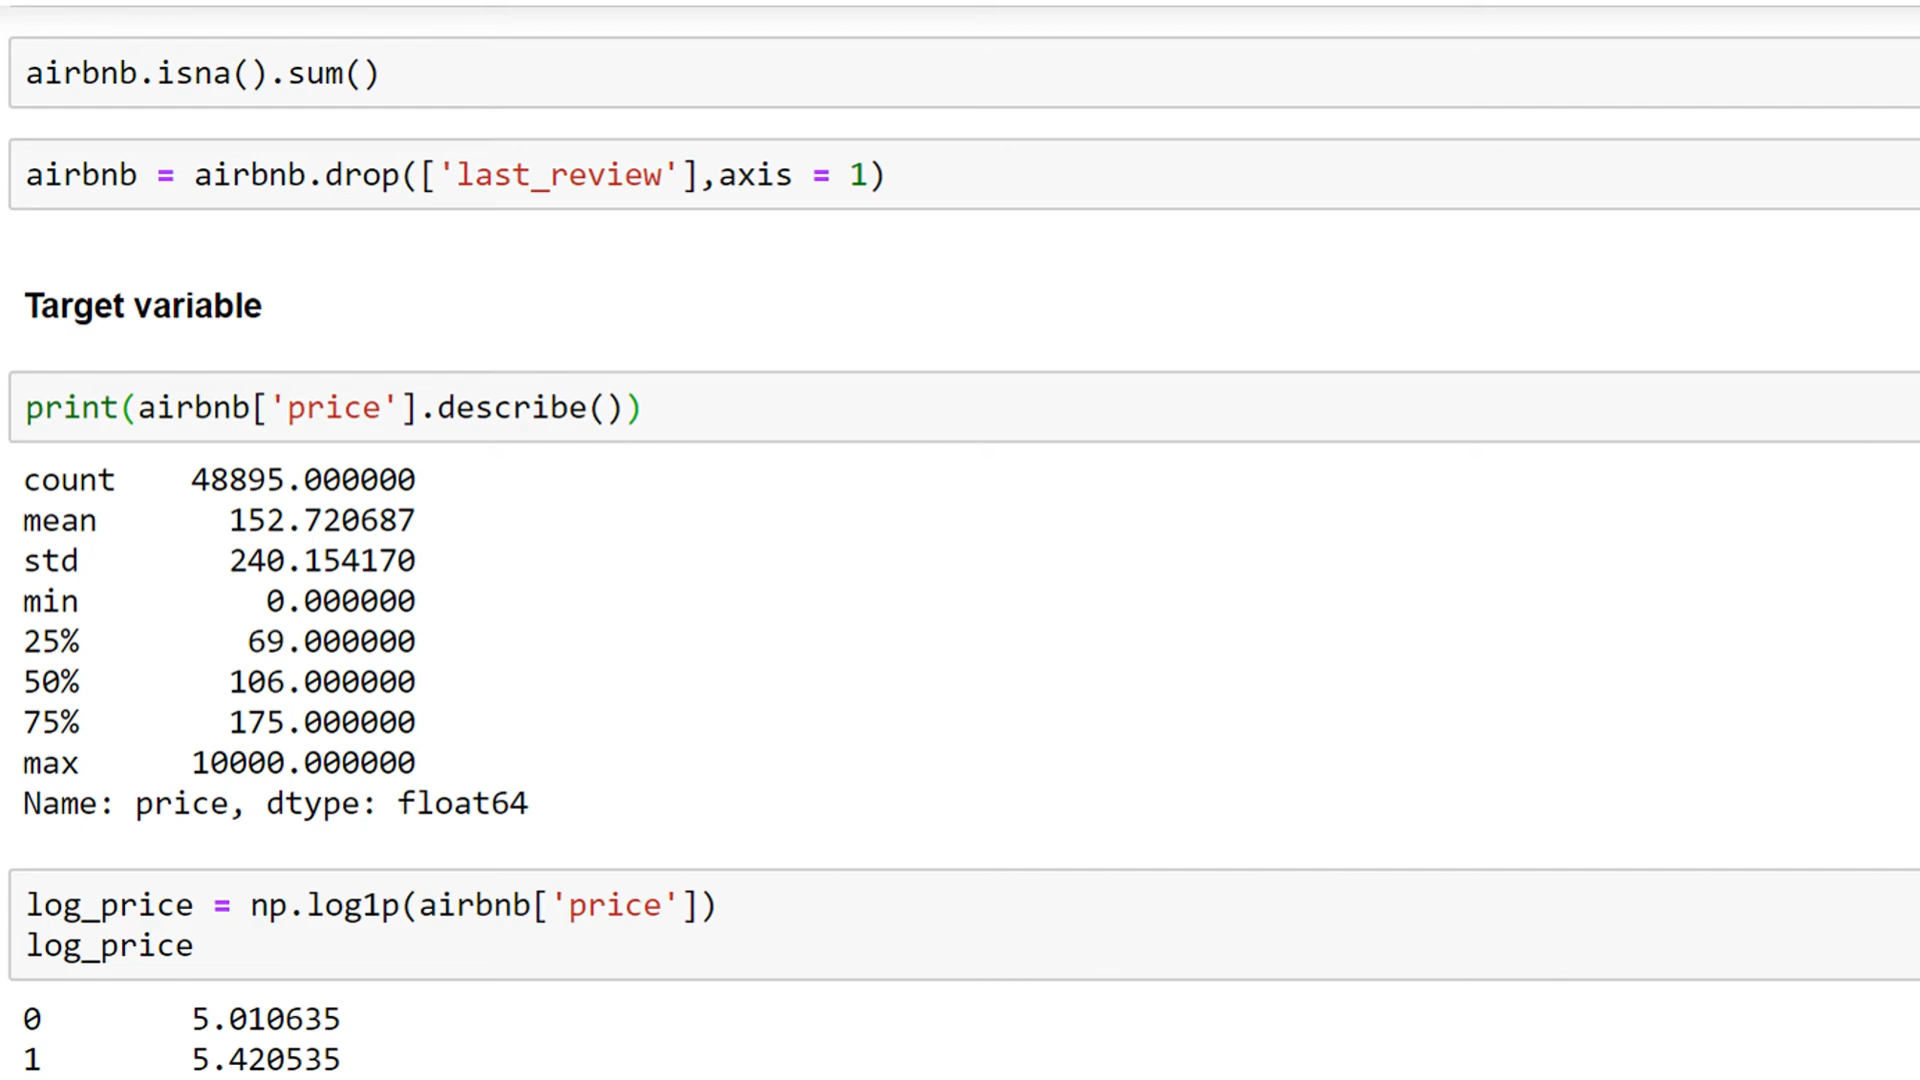 airbnb.isna().sum()
airbnb = airbnb.drop(['last_review'],axis = 1)
Target variable
print(airbnb['price'].describe())
count    48895.000000
mean       152.720687
std        240.154170
min          0.000000
25%         69.000000
50%        106.000000
75%        175.000000
max      10000.000000
Name: price, dtype: float64
log_price = np.log1p(airbnb['price'])
log_price
0        5.010635
1        5.420535